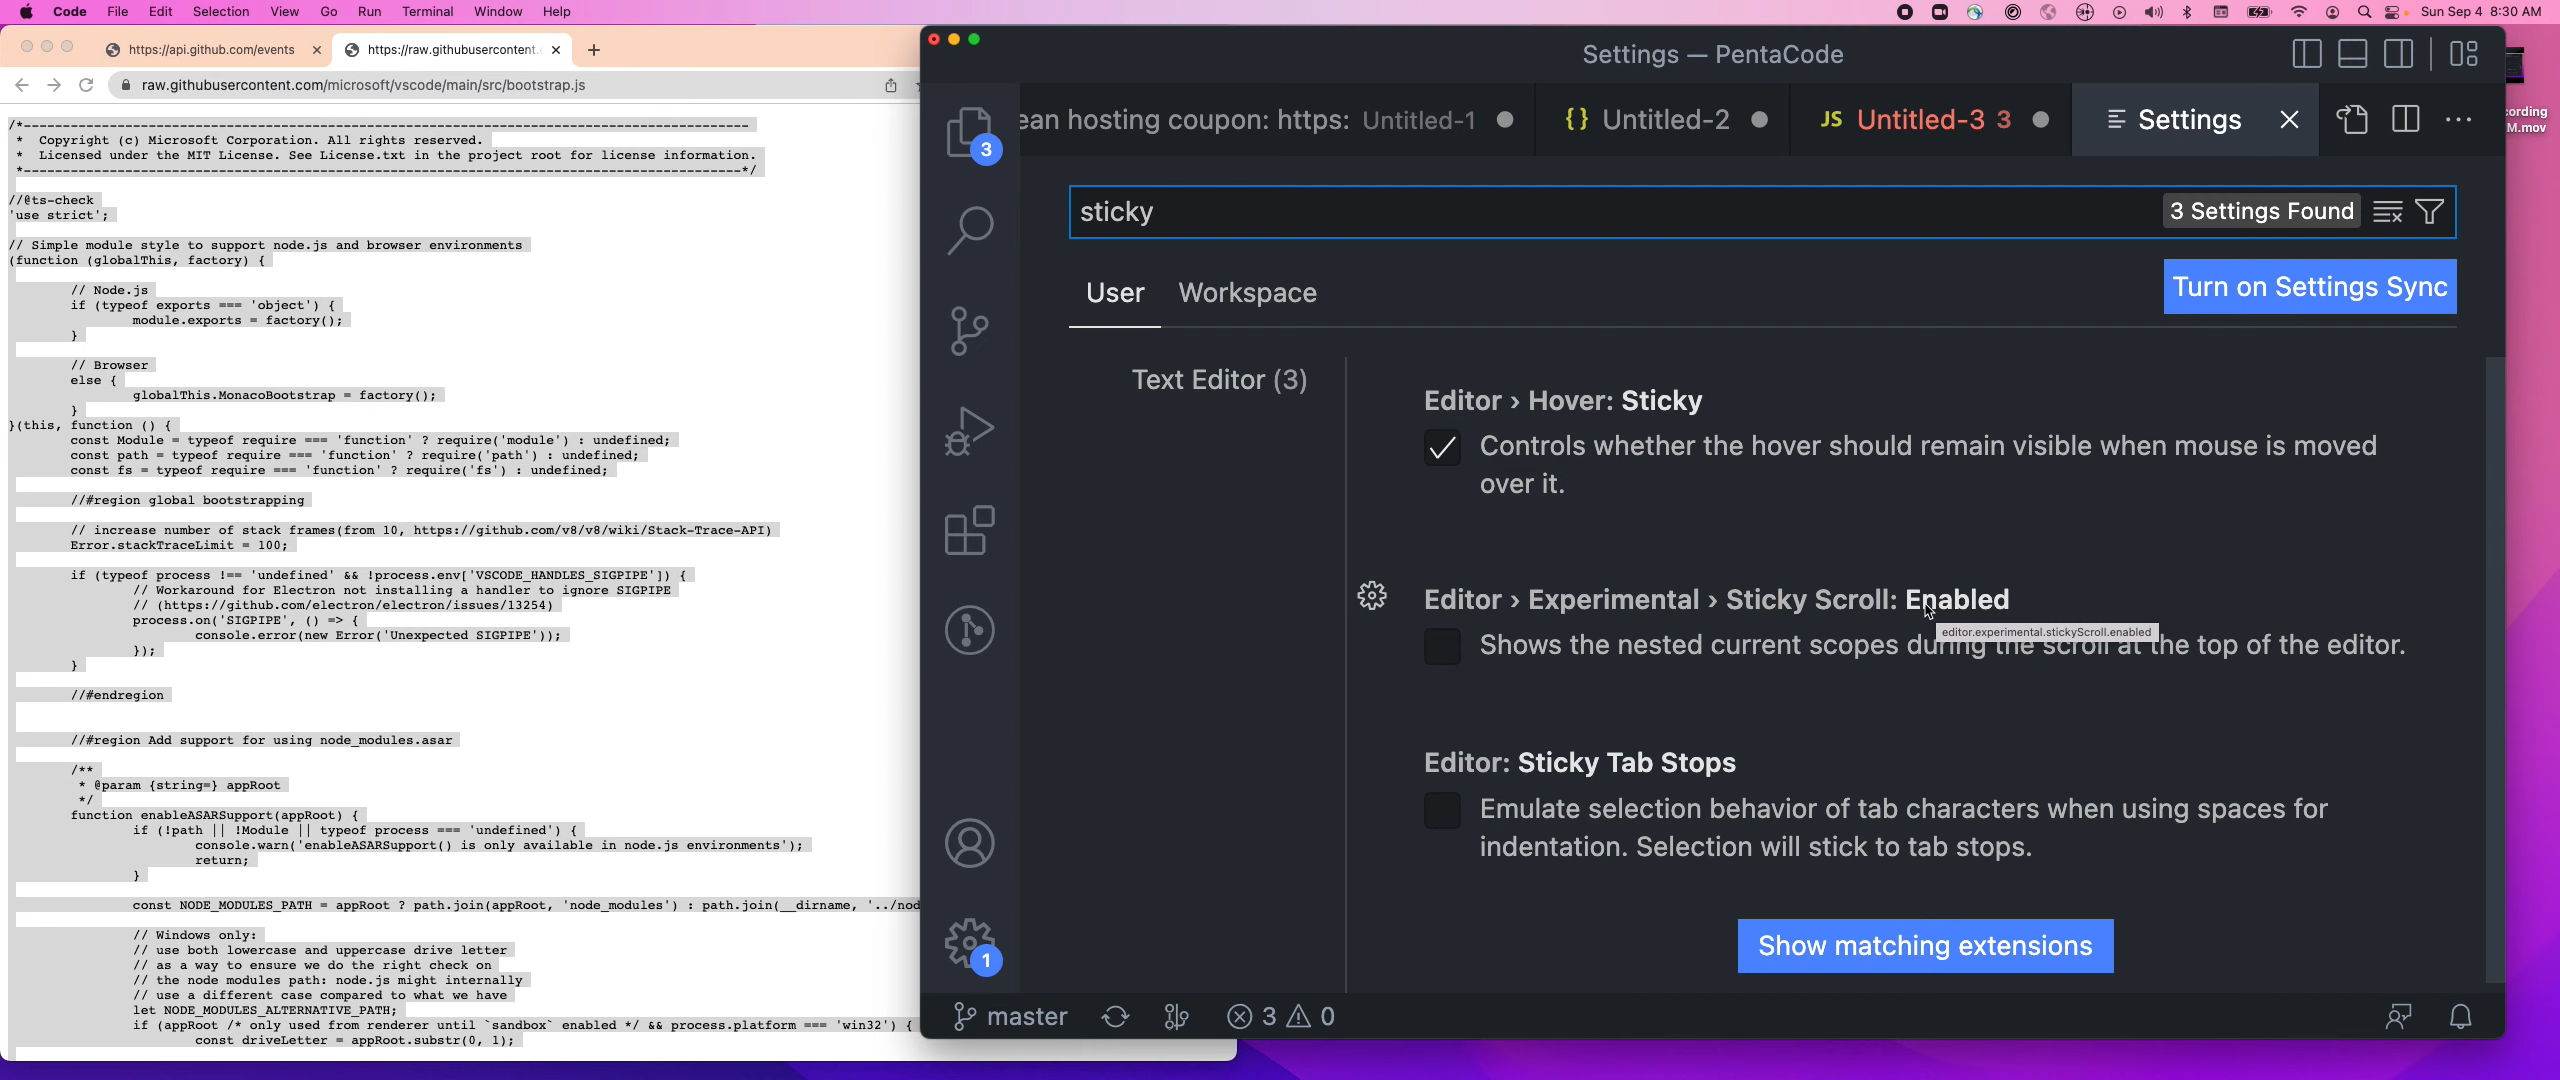 Code File Edit Selection View Go Run Terminal Window Help
Sun Sep 4 8:30 AM
https://api.github.com/events
https://raw.githubusercontent.
raw.githubusercontent.com/microsoft/vscode/main/src/bootstrap.js
/*---------------------------------------------------------------------------------------------
* Copyright (c) Microsoft Corporation. All rights reserved.
* Licensed under the MIT License. See License.txt in the project root for license information.
*--------------------------------------------------------------------------------------------*/
//@ts-check
'use strict';
// Simple module style to support node.js and browser environments
(function (globalThis, factory) {
// Node.js
if (typeof exports === 'object') {
module.exports = factory();
}
// Browser
else {
globalThis.MonacoBootstrap = factory();
}
}(this, function () {
const Module = typeof require === 'function' ? require('module') : undefined;
const path = typeof require === 'function' ? require('path') : undefined;
const fs = typeof require === 'function' ? require('fs') : undefined;
//#region global bootstrapping
// increase number of stack frames(from 10, https://github.com/v8/v8/wiki/Stack-Trace-API)
Error.stackTraceLimit = 100;
if (typeof process !== 'undefined' && !process.env['VSCODE_HANDLES_SIGPIPE']) {
// Workaround for Electron not installing a handler to ignore SIGPIPE
// (https://github.com/electron/electron/issues/13254)
process.on('SIGPIPE', () => {
console.error(new Error('Unexpected SIGPIPE'));
});
}
//#endregion
//#region Add support for using node_modules.asar
/**
* @param {string=} appRoot
*/
function enableASARSupport(appRoot) {
if (!path || !Module || typeof process === 'undefined') {
console.warn('enableASARSupport() is only available in node.js environments');
return;
}
const NODE_MODULES_PATH = appRoot ? path.join(appRoot, 'node_modules') : path.join(__dirname, '../nod
// Windows only:
// use both lowercase and uppercase drive letter
// as a way to ensure we do the right check on
// the node modules path: node.js might internally
// use a different case compared to what we have
let NODE_MODULES_ALTERNATIVE_PATH;
if (appRoot /* only used from renderer until `sandbox` enabled */ && process.platform === 'win32') {
const driveLetter = appRoot.substr(0, 1);
Settings — PentaCode
ean hosting coupon: https: Untitled-1
{} Untitled-2
JS Untitled-3 3
Settings
3
sticky
3 Settings Found
User Workspace
Turn on Settings Sync
Text Editor (3)
Editor › Hover: Sticky
Controls whether the hover should remain visible when mouse is moved
over it.
Editor › Experimental › Sticky Scroll: Enabled
editor.experimental.stickyScroll.enabled
Shows the nested current scopes during the scroll at the top of the editor.
Editor: Sticky Tab Stops
Emulate selection behavior of tab characters when using spaces for
indentation. Selection will stick to tab stops.
Show matching extensions
1
master
3 0
cording
M.mov